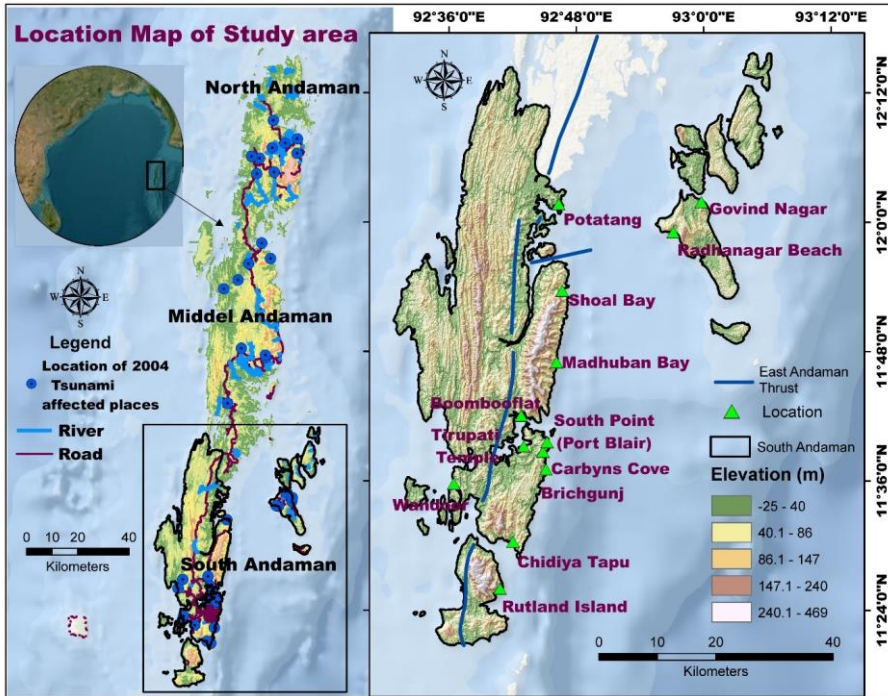 Location Map of Study area
North Andaman
Middel Andaman
South Andaman
N
W E
S
Legend
Location of 2004
Tsunami
affected places
River
Road
0 10 20 40
Kilometers
92°36'0"E 92°48'0"E 93°0'0"E 93°12'0"E
12°12'0"N
12°0'0"N
11°48'0"N
11°36'0"N
11°24'0"N
N
W E
S
Potatang
Govind Nagar
Radhanagar Beach
Shoal Bay
Madhuban Bay
Boombooflat
South Point
(Port Blair)
Tirupati
Temple
Carbyns Cove
Brichgunj
Wandoor
Chidiya Tapu
Rutland Island
East Andaman
Thrust
Location
South Andaman
Elevation (m)
-25 - 40
40.1 - 86
86.1 - 147
147.1 - 240
240.1 - 469
0 10 20 40
Kilometers